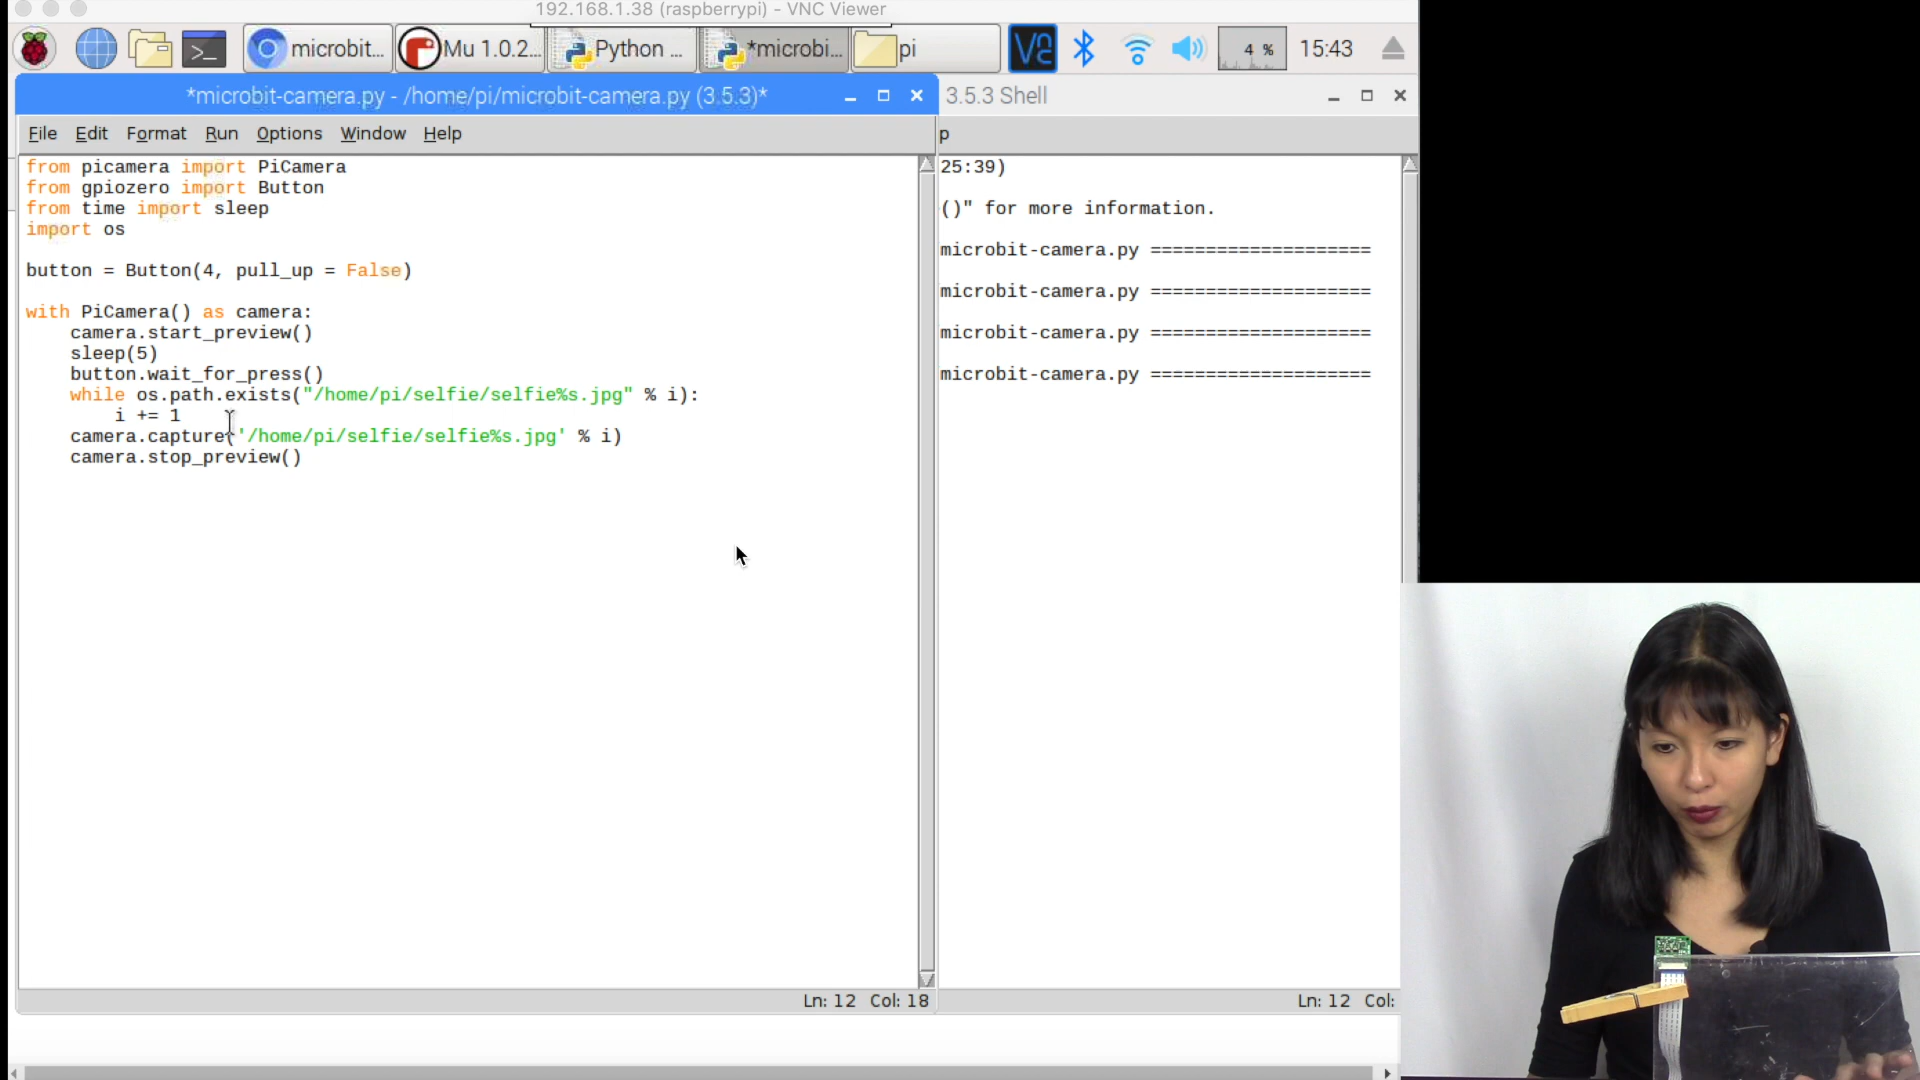 192.168.1.38 (raspberrypi) - VNC Viewer
microbit...
Mu 1.0.2...
Python ...
*microbi...
pi
4 %
15:43
*microbit-camera.py - /home/pi/microbit-camera.py (3.5.3)*
3.5.3 Shell
File Edit Format Run Options Window Help
p
from picamera import PiCamera
from gpiozero import Button
from time import sleep
import os
button = Button(4, pull_up = False)
with PiCamera() as camera:
camera.start_preview()
sleep(5)
button.wait_for_press()
while os.path.exists("/home/pi/selfie/selfie%s.jpg" % i):
i += 1
camera.capture('/home/pi/selfie/selfie%s.jpg' % i)
camera.stop_preview()
Ln: 12 Col: 18
25:39)
()" for more information.
microbit-camera.py ====================
microbit-camera.py ====================
microbit-camera.py ====================
microbit-camera.py ====================
Ln: 12 Col: